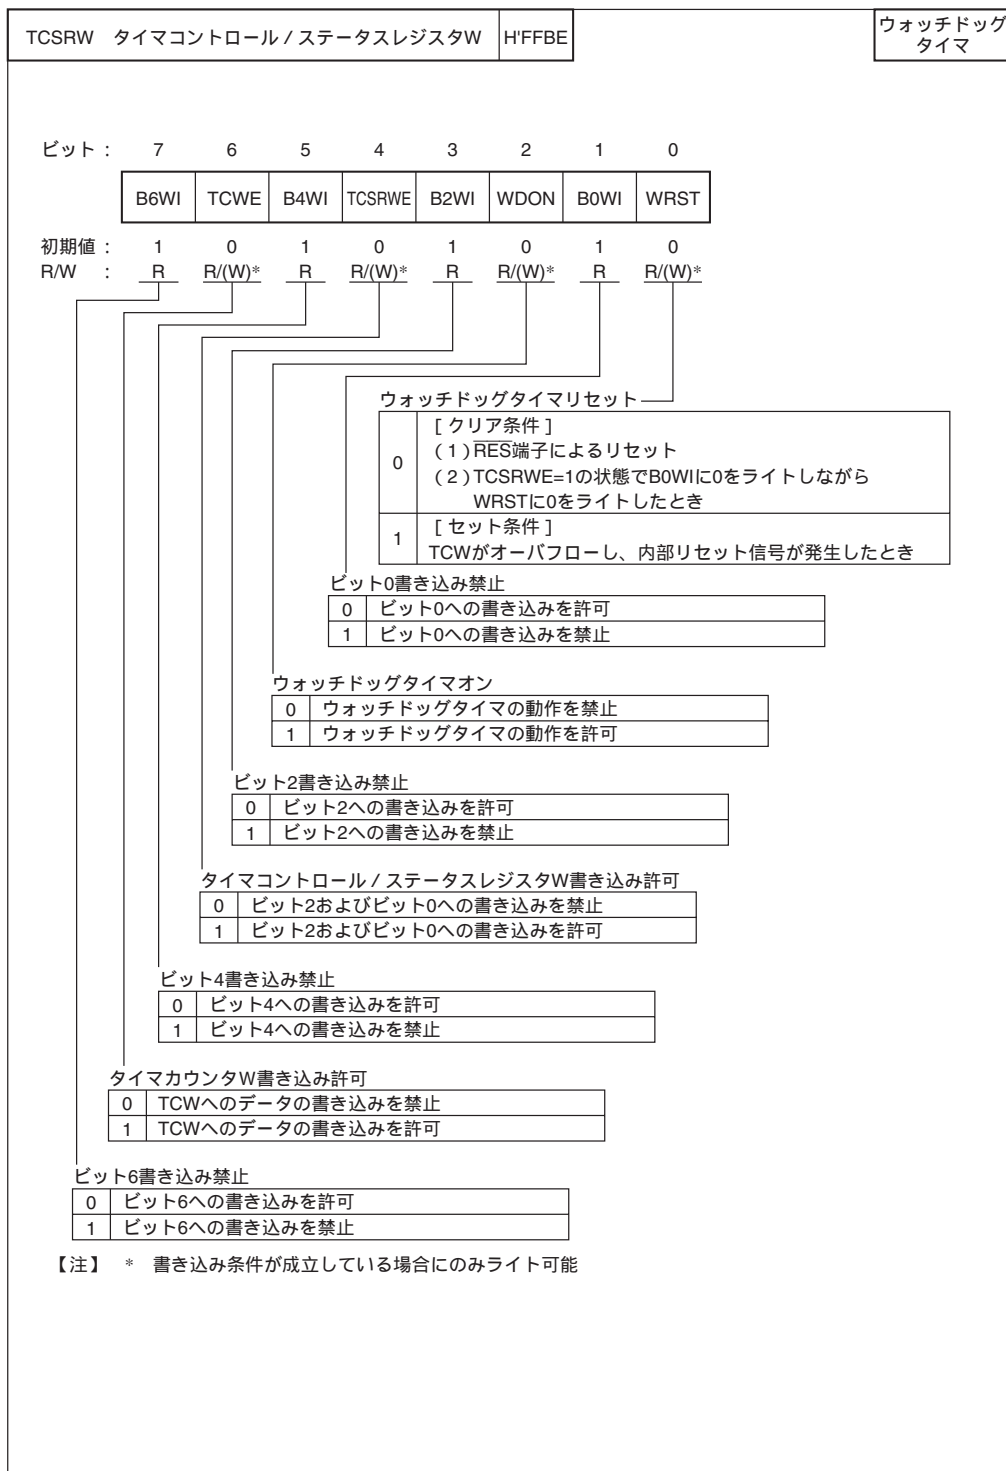 TCSRW タイマコントロール / ステータスレジスタW H'FFBE
ウォッチドッグ
タイマ
ビット : 7 6 5 4 3 2 1 0
B6WI TCWE B4WI TCSRWE B2WI WDON B0WI WRST
初期値 : 1 0 1 0 1 0 1 0
R/W : R R/(W)* R R/(W)* R R/(W)* R R/(W)*
ウォッチドッグタイマリセット
0 [ クリア条件 ]
(1)RES端子によるリセット
(2)TCSRWE=1の状態でB0WIに0をライトしながら
WRSTに0をライトしたとき
1 [ セット条件 ]
TCWがオーバフローし、内部リセット信号が発生したとき
ビット0書き込み禁止
0 ビット0への書き込みを許可
1 ビット0への書き込みを禁止
ウォッチドッグタイマオン
0 ウォッチドッグタイマの動作を禁止
1 ウォッチドッグタイマの動作を許可
ビット2書き込み禁止
0 ビット2への書き込みを許可
1 ビット2への書き込みを禁止
タイマコントロール / ステータスレジスタW書き込み許可
0 ビット2およびビット0への書き込みを禁止
1 ビット2およびビット0への書き込みを許可
ビット4書き込み禁止
0 ビット4への書き込みを許可
1 ビット4への書き込みを禁止
タイマカウンタW書き込み許可
0 TCWへのデータの書き込みを禁止
1 TCWへのデータの書き込みを許可
ビット6書き込み禁止
0 ビット6への書き込みを許可
1 ビット6への書き込みを禁止
【注】 * 書き込み条件が成立している場合にのみライト可能